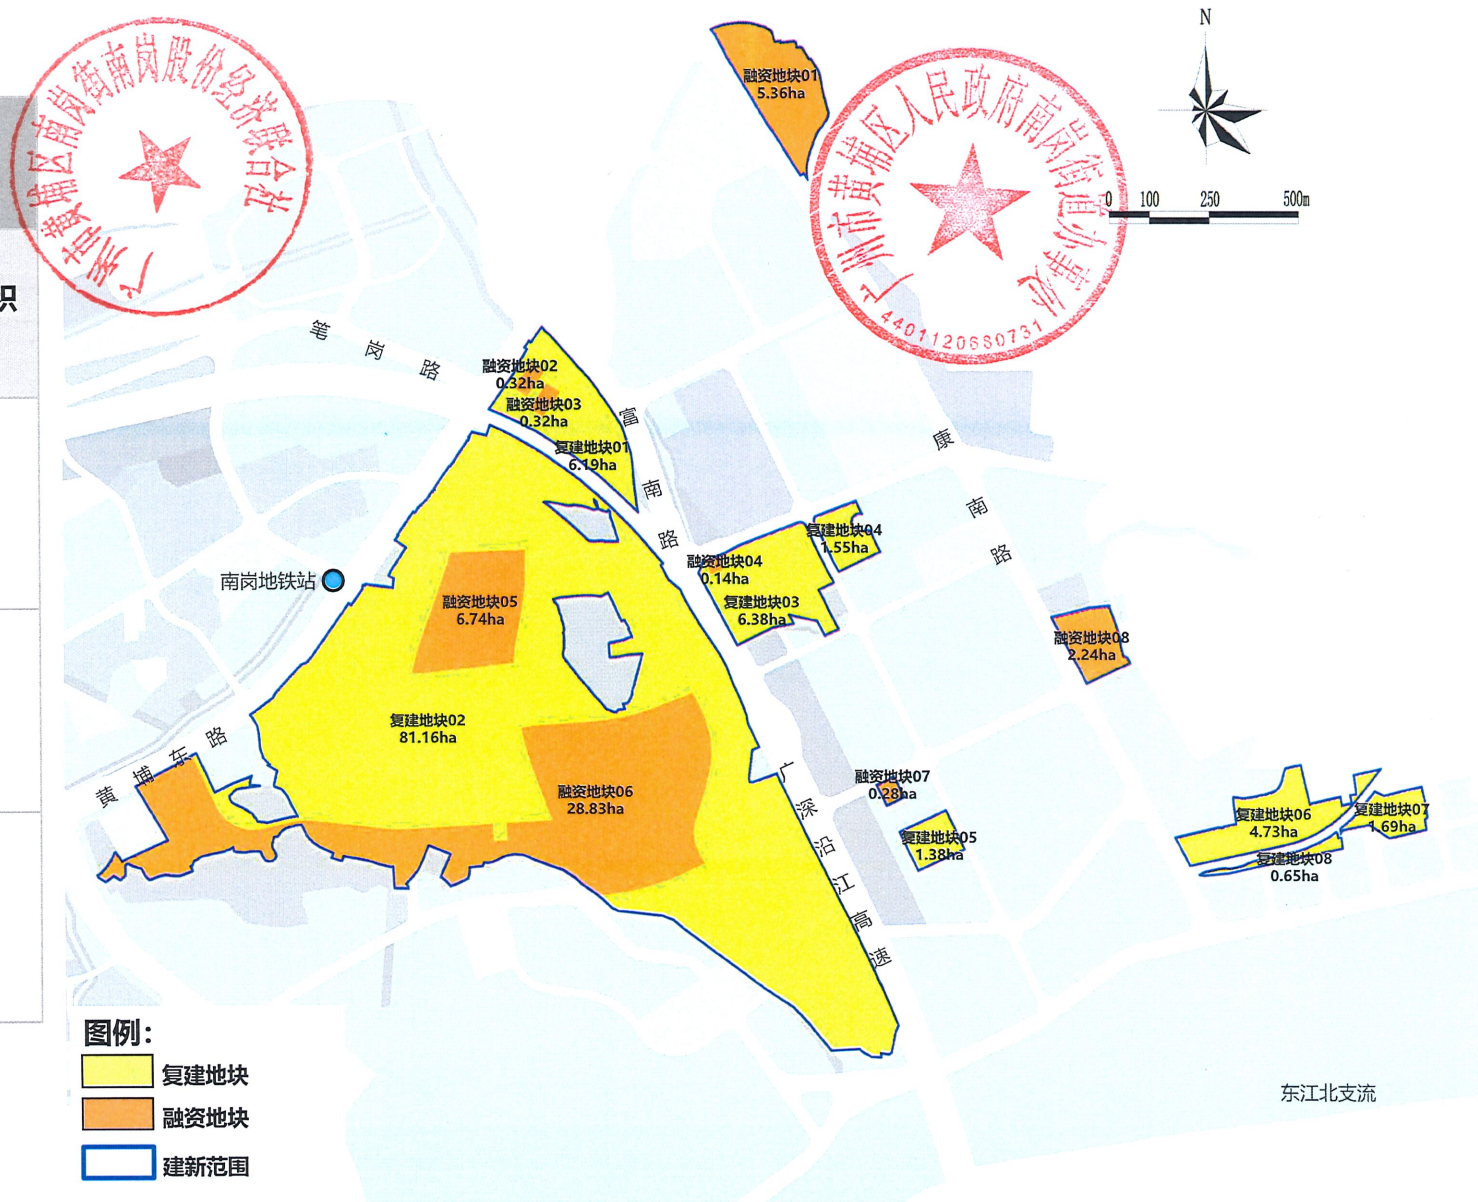 广州市黄埔区南岗街南岗股份经济联合社
广州市黄埔区人民政府南岗街道办事处
4401120680731
N
0 100 250 500m
积
融资地块01
5.36ha
笔岗路
融资地块02
0.32ha
融资地块03
0.32ha
复建地块01
6.19ha
富南路
康南路
复建地块04
1.55ha
融资地块04
0.14ha
复建地块03
6.38ha
南岗地铁站
融资地块05
6.74ha
融资地块08
2.24ha
复建地块02
81.16ha
黄埔东路
融资地块06
28.83ha
广深沿江高速
融资地块07
0.28ha
复建地块05
1.38ha
复建地块06
4.73ha
复建地块07
1.69ha
复建地块08
0.65ha
图例：
复建地块
融资地块
建新范围
东江北支流